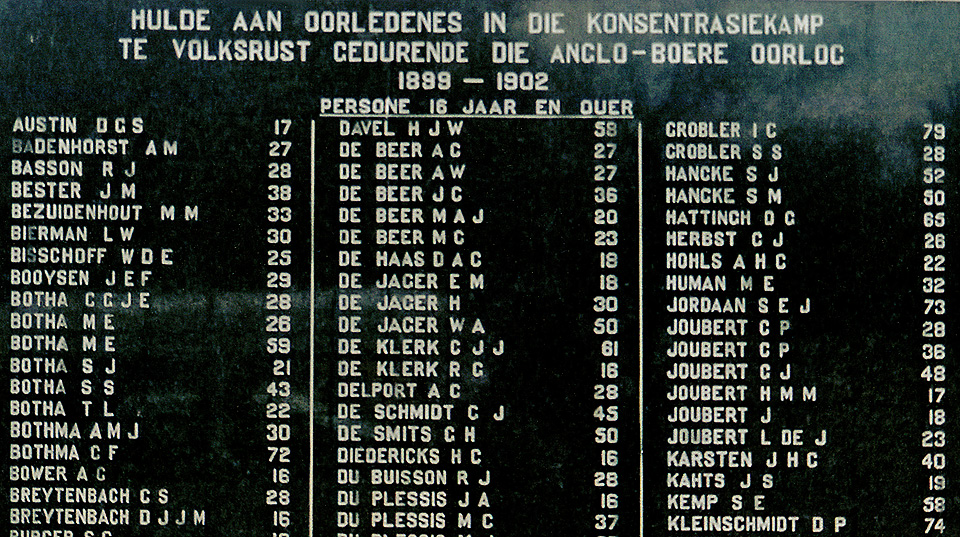 HULDE AAN OORLEDENES IN DIE KONSENTRASIEKAMP
TE VOLKSRUST GEDURENDE DIE ANGLO-BOERE OORLOG
1899 — 1902
PERSONE 16 JAAR EN OUER
AUSTIN D G S 17
BADENHORST A M 27
BASSON R J 28
BESTER J M 38
BEZUIDENHOUT M M 33
BIERMAN L W 30
BISSCHOFF W D E 25
BOOYSEN J E F 29
BOTHA C G J E 28
BOTHA M E 26
BOTHA M E 59
BOTHA S J 21
BOTHA S S 43
BOTHA T L 22
BOTHMA A M J 30
BOTHMA C F 72
BOWER A G 16
BREYTENBACH C S 28
BREYTENBACH D J J M 16
DAVEL H J W 58
DE BEER A C 27
DE BEER A W 27
DE BEER J C 36
DE BEER M A J 20
DE BEER M C 23
DE HAAS D A C 18
DE JAGER E M 18
DE JAGER H 30
DE JAGER W A 50
DE KLERK C J J 61
DE KLERK R C 16
DELPORT A C 28
DE SCHMIDT C J 45
DE SMITS G H 50
DIEDERICKS H C 16
DU BUISSON R J 28
DU PLESSIS J A 16
DU PLESSIS M C 37
GROBLER I C 79
GROBLER S S 28
HANCKE S J 52
HANCKE S M 50
HATTINGH D G 65
HERBST C J 26
HOHLS A H C 22
HUMAN M E 32
JORDAAN S E J 73
JOUBERT C P 28
JOUBERT C P 36
JOUBERT G J 48
JOUBERT H M M 17
JOUBERT J 18
JOUBERT L DE J 23
KARSTEN J H C 40
KAHTS J S 19
KEMP S E 58
KLEINSCHMIDT D P 74